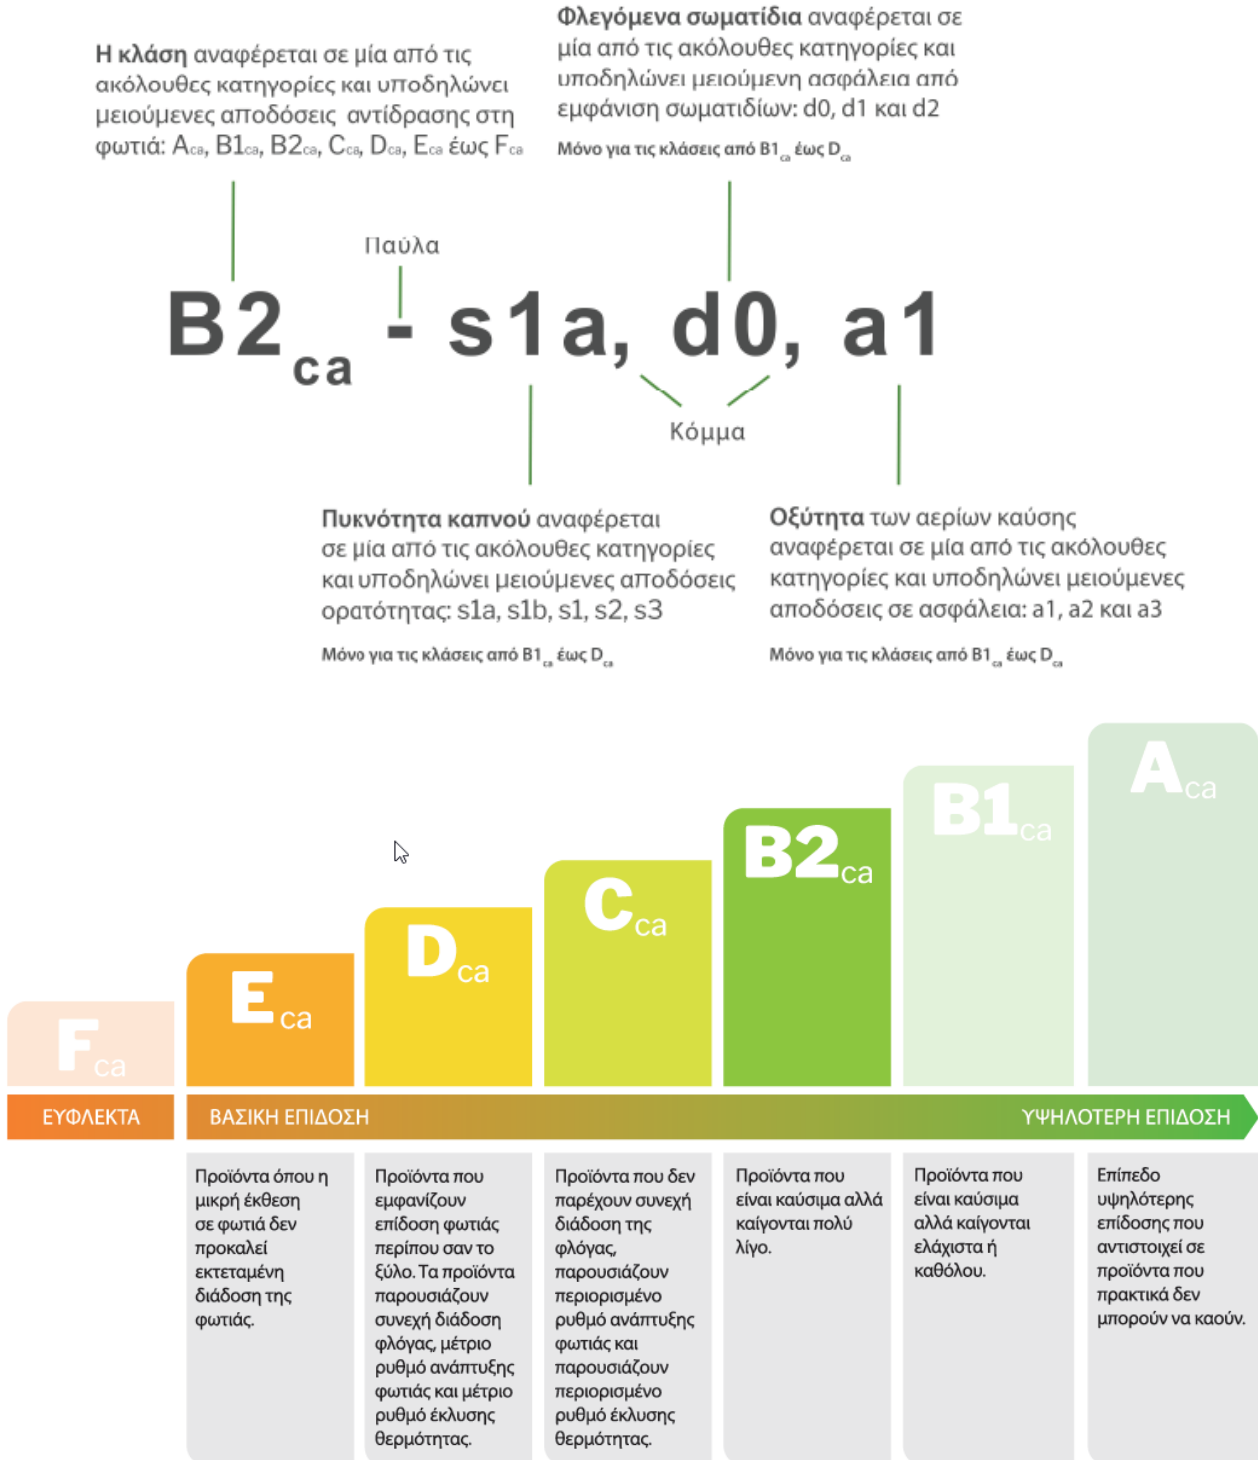 Η κλάση αναφέρεται σε μία από τις
ακόλουθες κατηγορίες και υποδηλώνει
μειούμενες αποδόσεις αντίδρασης στη
φωτιά: Aca, B1ca, B2ca, Cca, Dca, Eca έως Fca
Φλεγόμενα σωματίδια αναφέρεται σε
μία από τις ακόλουθες κατηγορίες και
υποδηλώνει μειούμενη ασφάλεια από
εμφάνιση σωματιδίων: d0, d1 και d2
Μόνο για τις κλάσεις από B1ca έως Dca
Παύλα
B2ca - s1a, d0, a1
Κόμμα
Πυκνότητα καπνού αναφέρεται
σε μία από τις ακόλουθες κατηγορίες
και υποδηλώνει μειούμενες αποδόσεις
ορατότητας: s1a, s1b, s1, s2, s3
Μόνο για τις κλάσεις από B1ca έως Dca
Οξύτητα των αερίων καύσης
αναφέρεται σε μία από τις ακόλουθες
κατηγορίες και υποδηλώνει μειούμενες
αποδόσεις σε ασφάλεια: a1, a2 και a3
Μόνο για τις κλάσεις από B1ca έως Dca
Fca
Eca
Dca
Cca
B2ca
B1ca
Aca
ΕΥΦΛΕΚΤΑ
ΒΑΣΙΚΗ ΕΠΙΔΟΣΗ
ΥΨΗΛΟΤΕΡΗ ΕΠΙΔΟΣΗ
Προϊόντα όπου η
μικρή έκθεση
σε φωτιά δεν
προκαλεί
εκτεταμένη
διάδοση της
φωτιάς.
Προϊόντα που
εμφανίζουν
επίδοση φωτιάς
περίπου σαν το
ξύλο. Τα προϊόντα
παρουσιάζουν
συνεχή διάδοση
φλόγας, μέτριο
ρυθμό ανάπτυξης
φωτιάς και μέτριο
ρυθμό έκλυσης
θερμότητας.
Προϊόντα που δεν
παρέχουν συνεχή
διάδοση της
φλόγας,
παρουσιάζουν
περιορισμένο
ρυθμό ανάπτυξης
φωτιάς και
παρουσιάζουν
περιορισμένο
ρυθμό έκλυσης
θερμότητας.
Προϊόντα που
είναι καύσιμα αλλά
καίγονται πολύ
λίγο.
Προϊόντα που
είναι καύσιμα
αλλά καίγονται
ελάχιστα ή
καθόλου.
Επίπεδο
υψηλότερης
επίδοσης που
αντιστοιχεί σε
προϊόντα που
πρακτικά δεν
μπορούν να καούν.